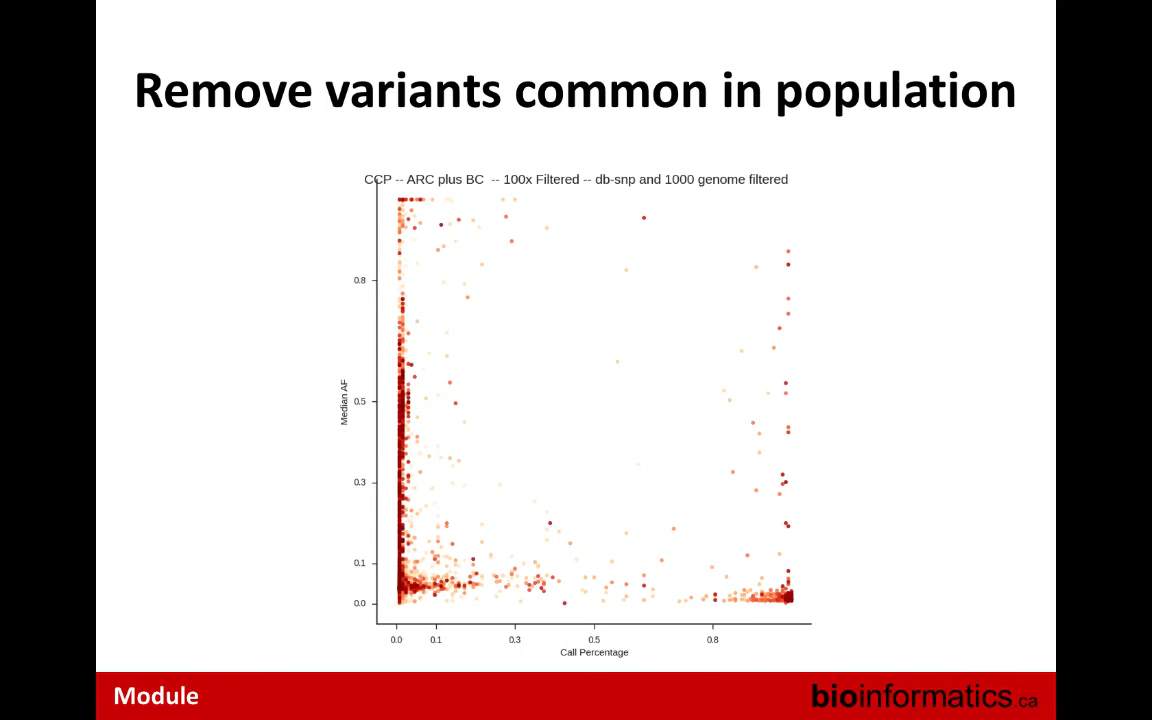 Remove variants common in population
CCP -- ARC plus BC -- 100x Filtered -- db-snp and 1000 genome filtered
0.8
0.5
0.3
0.1
0.0
Median AF
0.0 0.1 0.3 0.5 0.8
Call Percentage
Module
bioinformatics.ca